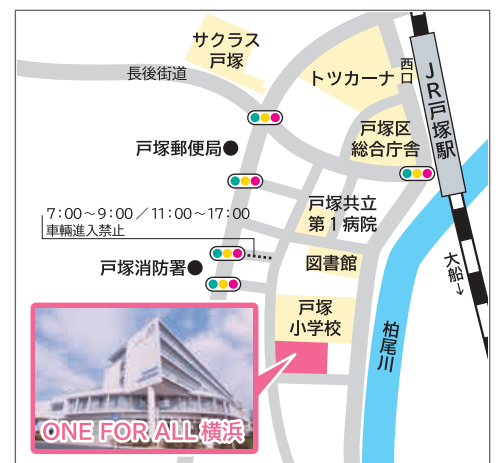 サクラス
戸塚
長後街道
トツカーナ
西口
JR戸塚駅
戸塚区
総合庁舎
戸塚郵便局
戸塚共立
第1病院
7:00～9:00／11:00～17:00
車輌進入禁止
戸塚消防署
図書館
大船↓
戸塚
小学校
柏尾川
ONE FOR ALL 横浜